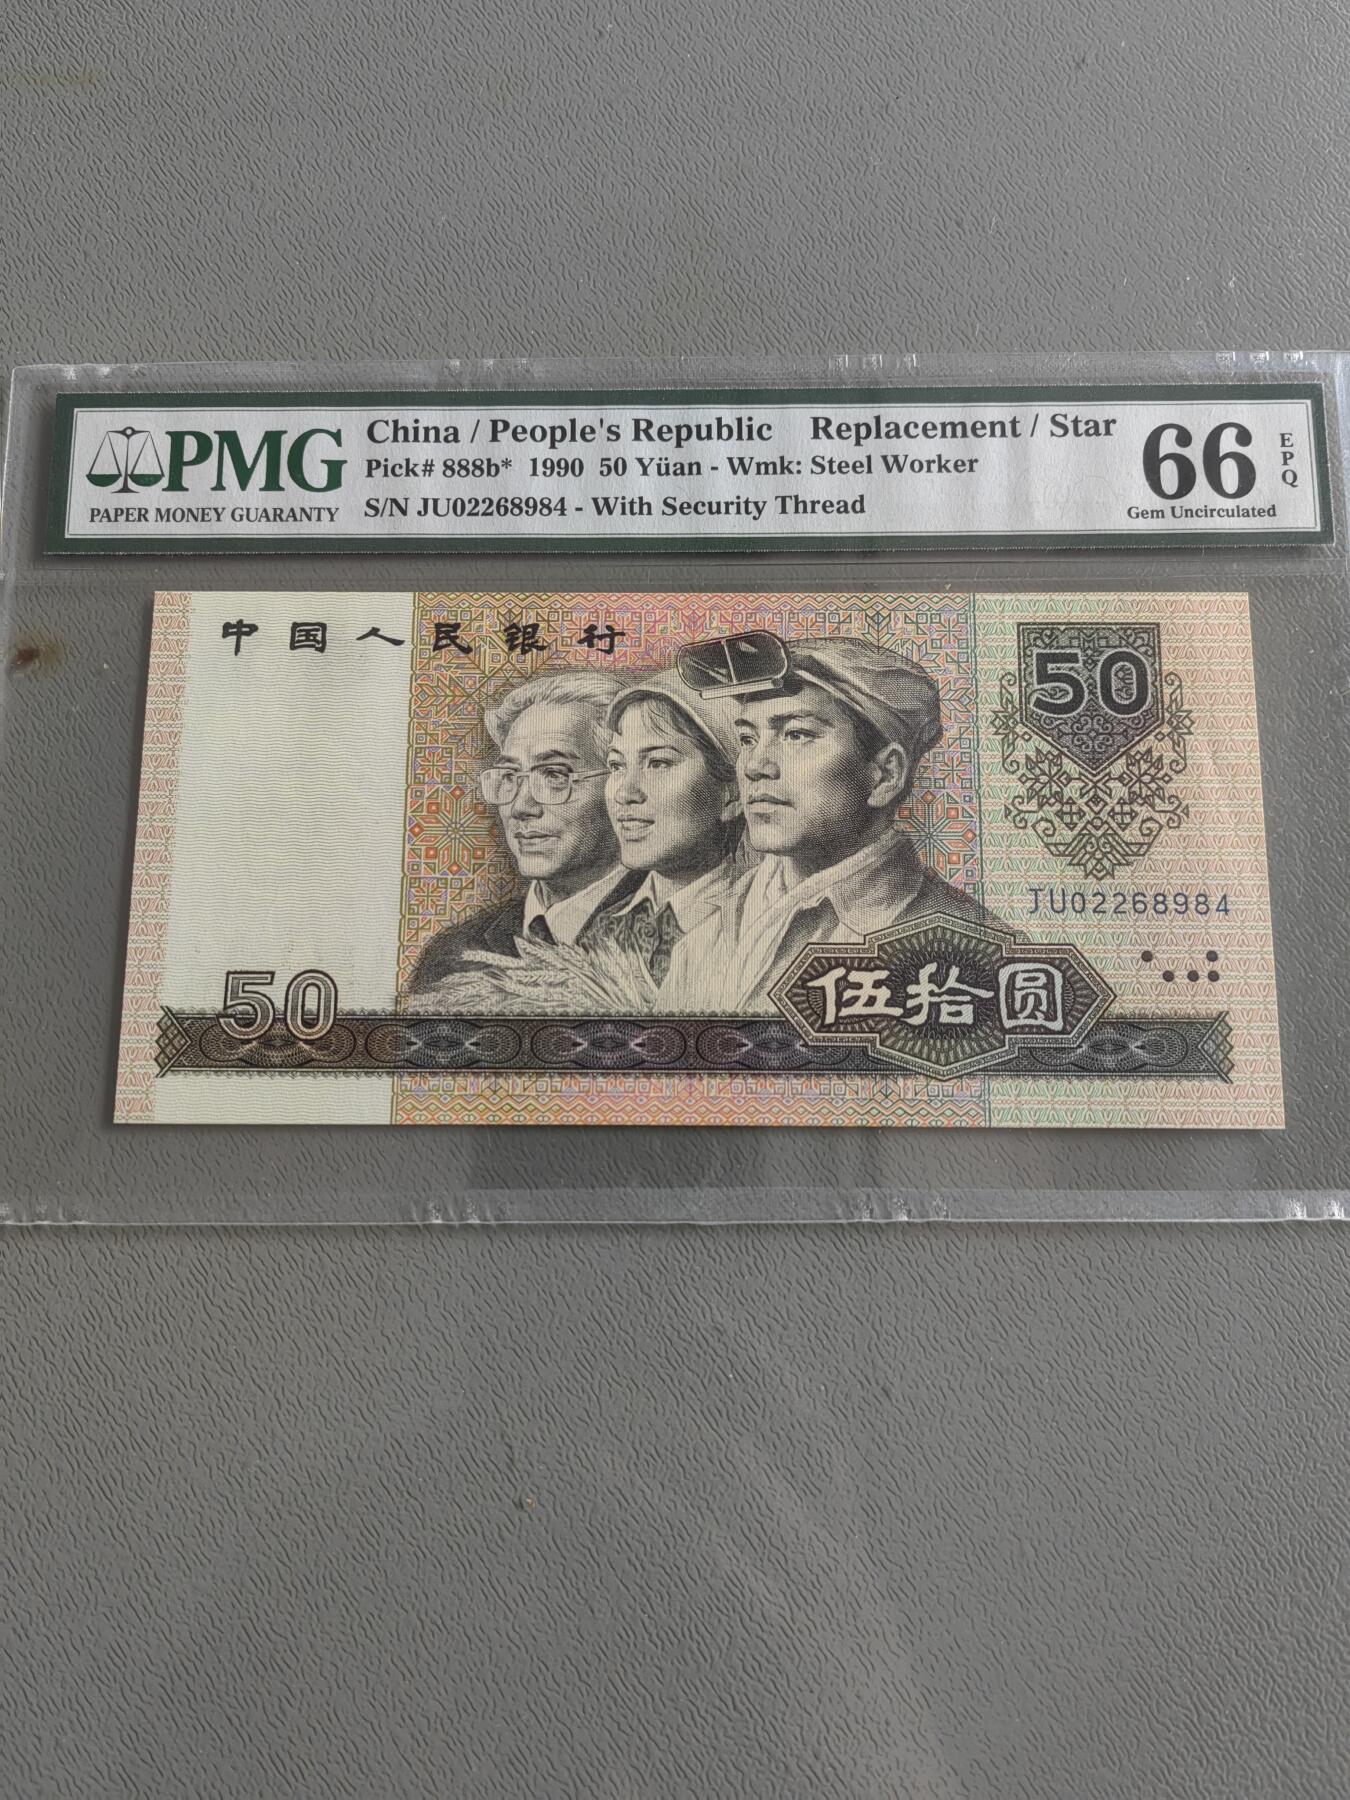 PMG
PAPER MONEY GUARANTY
China / People's Republic Replacement / Star
Pick# 888b* 1990 50 Yüan - Wmk: Steel Worker
S/N JU02268984 - With Security Thread
66
EPQ
Gem Uncirculated
中国人民银行
50
JU02268984
50
伍拾圆